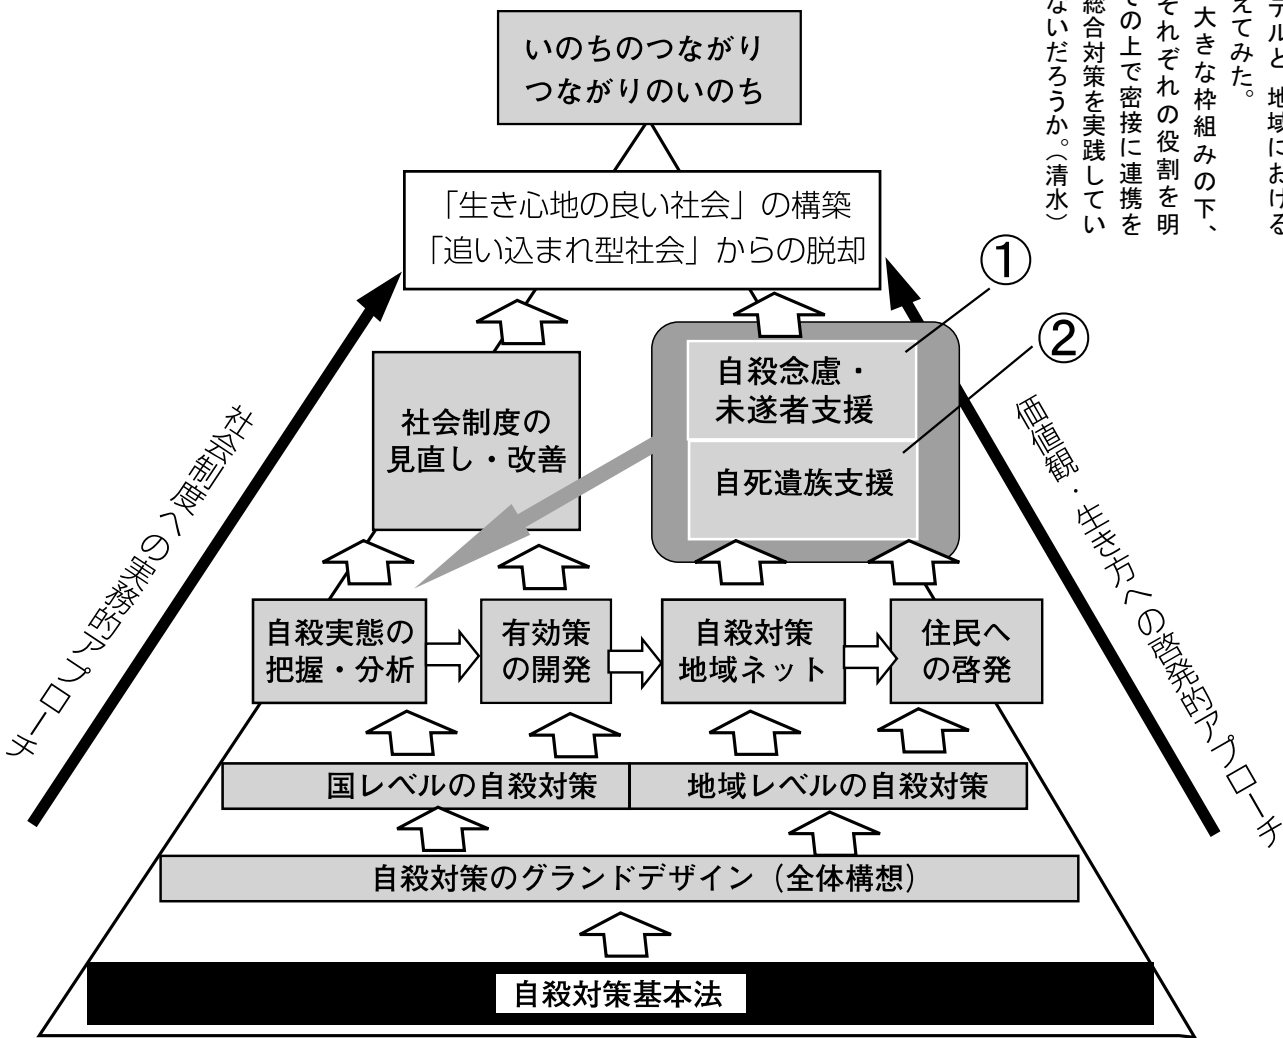 テルと 地域における
えてみた。
大きな枠組みの下、
それぞれの役割を明
の上で密接に連携を
総合対策を実践してい
ないだろうか。(清水)
いのちのつながり
つながりのいのち
「生き心地の良い社会」の構築
「追い込まれ型社会」からの脱却
①
②
自殺念慮・
未遂者支援
自死遺族支援
社会制度の
見直し・改善
社会制度への実務的アプローチ
価値観・生き方への啓発的アプローチ
自殺実態の
把握・分析
有効策
の開発
自殺対策
地域ネット
住民へ
の啓発
国レベルの自殺対策
地域レベルの自殺対策
自殺対策のグランドデザイン(全体構想)
自殺対策基本法